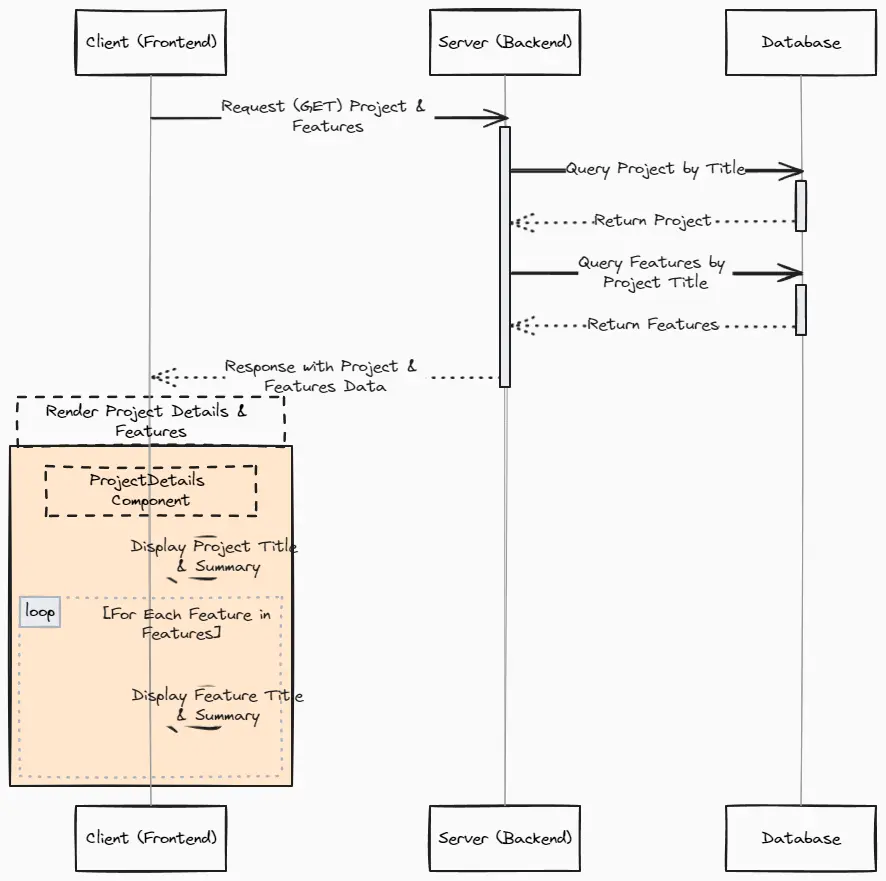 Client (Frontend)
Server (Backend)
Database
Request (GET) Project &
Features
Query Project by Title
Return Project
Query Features by
Project Title
Return Features
Response with Project &
Features Data
Render Project Details &
Features
ProjectDetails
Component
Display Project Title
& Summary
loop
[For Each Feature in
Features]
Display Feature Title
& Summary
Client (Frontend)
Server (Backend)
Database